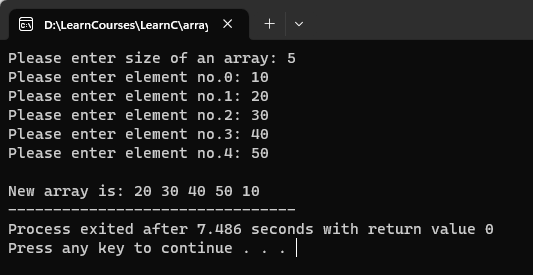 D:\LearnCourses\LearnC\array
Please enter size of an array: 5
Please enter element no.0: 10
Please enter element no.1: 20
Please enter element no.2: 30
Please enter element no.3: 40
Please enter element no.4: 50
New array is: 20 30 40 50 10
--------------------------------
Process exited after 7.486 seconds with return value 0
Press any key to continue . . .